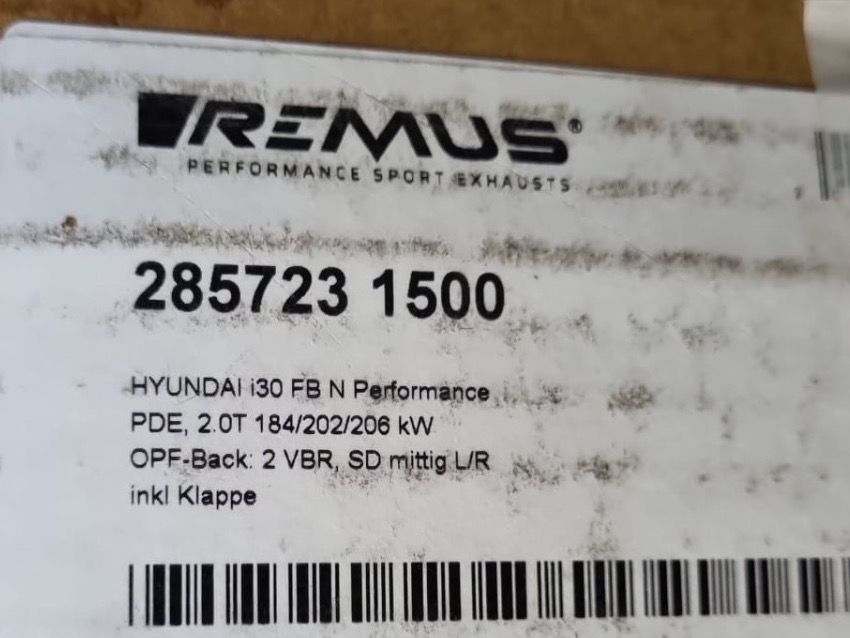 REMUS®
PERFORMANCE SPORT EXHAUSTS
285723 1500
HYUNDAI i30 FB N Performance
PDE, 2.0T 184/202/206 kW
OPF-Back: 2 VBR, SD mittig L/R
inkl Klappe